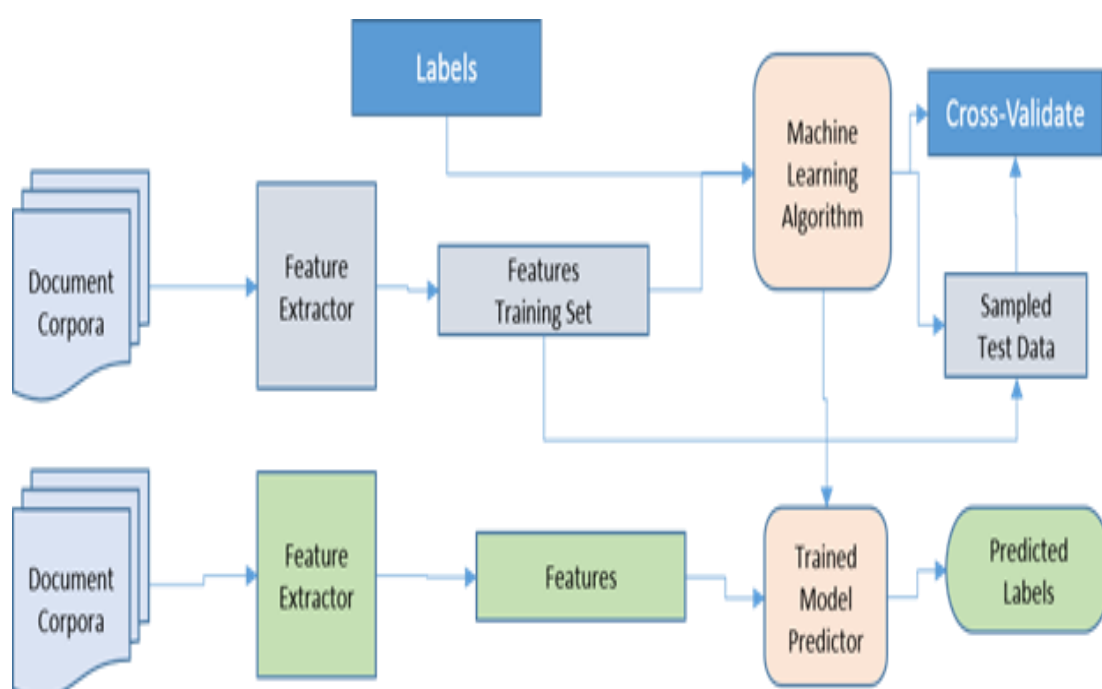 Labels
Machine
Learning
Algorithm
Cross-Validate
Document
Corpora
Feature
Extractor
Features
Training Set
Sampled
Test Data
Document
Corpora
Feature
Extractor
Features
Trained
Model
Predictor
Predicted
Labels